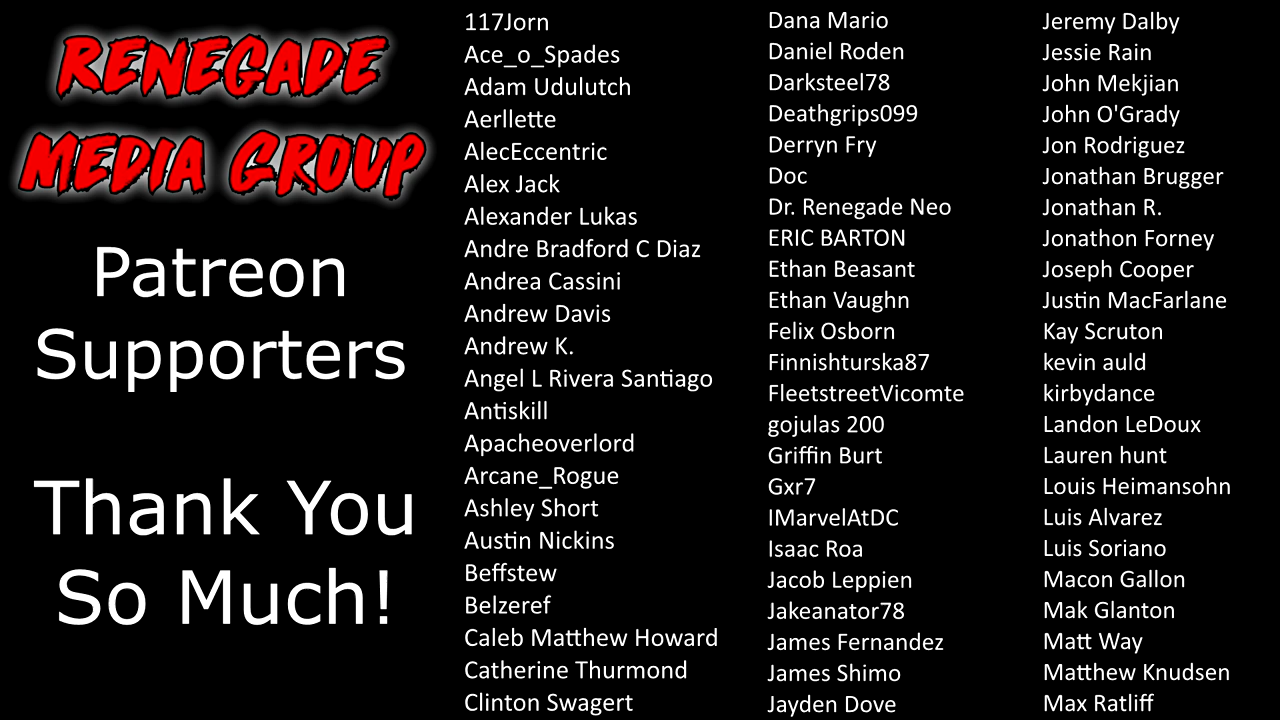 RENEGADE
MEDIA GROUP
Patreon
Supporters
Thank You
So Much!
117Jorn
Ace_o_Spades
Adam Udulutch
Aerllette
AlecEccentric
Alex Jack
Alexander Lukas
Andre Bradford C Diaz
Andrea Cassini
Andrew Davis
Andrew K.
Angel L Rivera Santiago
Antiskill
Apacheoverlord
Arcane_Rogue
Ashley Short
Austin Nickins
Beffstew
Belzeref
Caleb Matthew Howard
Catherine Thurmond
Clinton Swagert
Dana Mario
Daniel Roden
Darksteel78
Deathgrips099
Derryn Fry
Doc
Dr. Renegade Neo
ERIC BARTON
Ethan Beasant
Ethan Vaughn
Felix Osborn
Finnishturska87
FleetstreetVicomte
gojulas 200
Griffin Burt
Gxr7
IMarvelAtDC
Isaac Roa
Jacob Leppien
Jakeanator78
James Fernandez
James Shimo
Jayden Dove
Jeremy Dalby
Jessie Rain
John Mekjian
John O'Grady
Jon Rodriguez
Jonathan Brugger
Jonathan R.
Jonathon Forney
Joseph Cooper
Justin MacFarlane
Kay Scruton
kevin auld
kirbydance
Landon LeDoux
Lauren hunt
Louis Heimansohn
Luis Alvarez
Luis Soriano
Macon Gallon
Mak Glanton
Matt Way
Matthew Knudsen
Max Ratliff